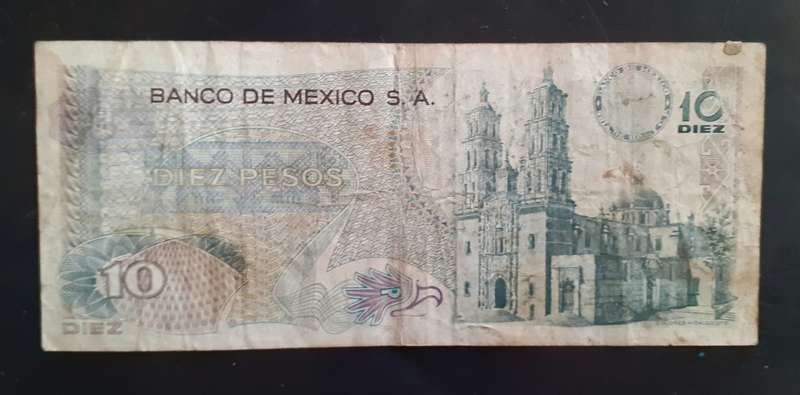 BANCO DE MEXICO S. A.
10
DIEZ
DIEZ PESOS
10
DIEZ